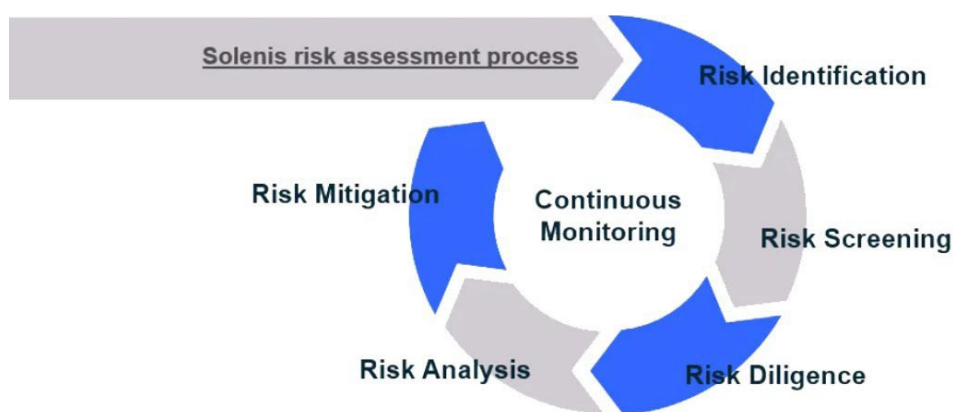 Solenis risk assessment process
Risk Identification
Risk Screening
Risk Diligence
Risk Analysis
Risk Mitigation
Continuous
Monitoring